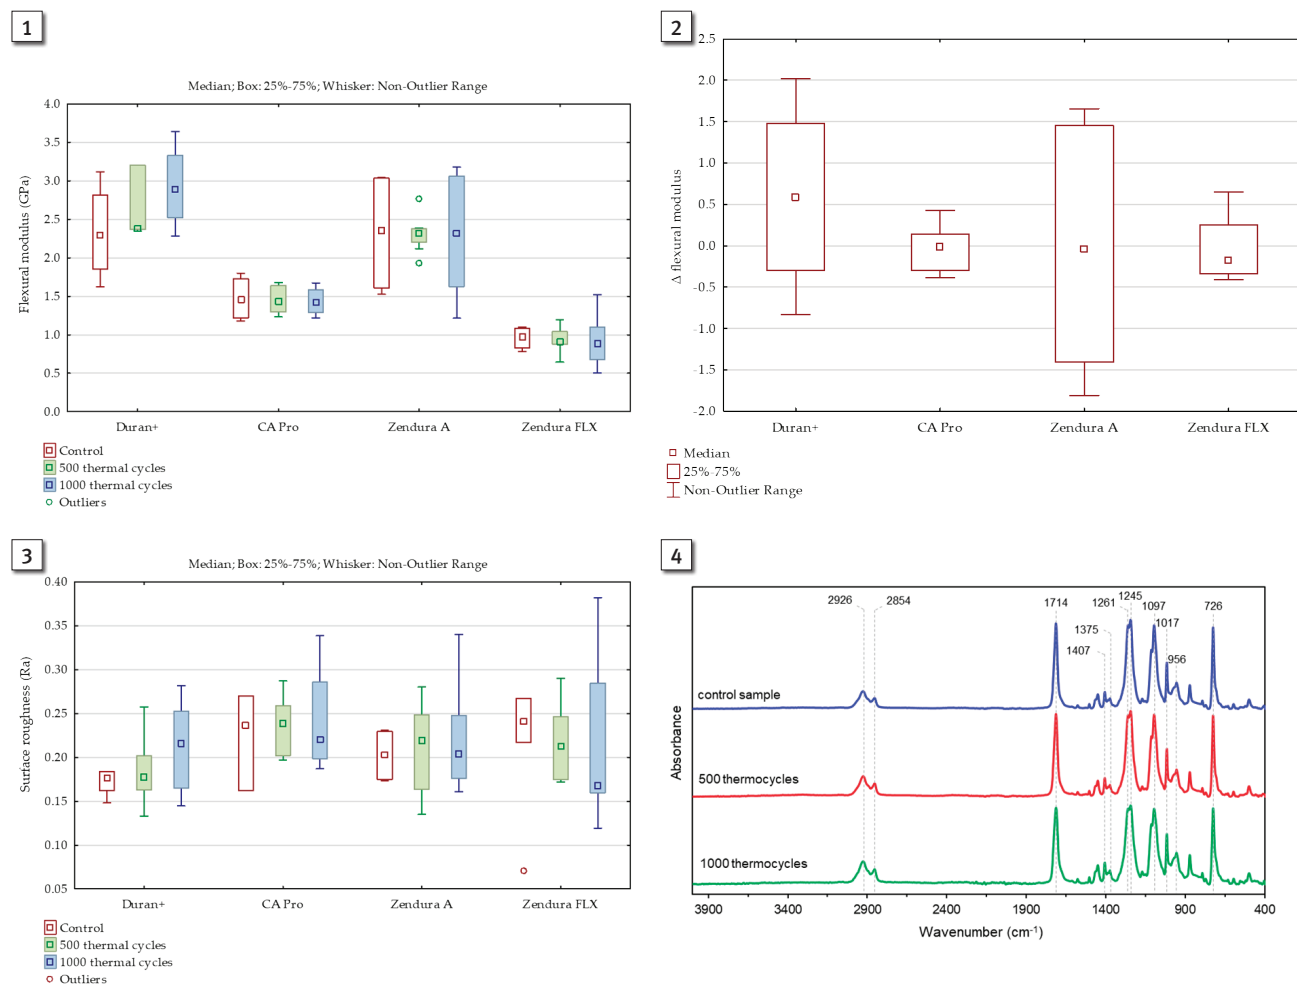 1
Median; Box: 25%-75%; Whisker: Non-Outlier Range
Flexural modulus (GPa)
4.0
3.5
3.0
2.5
2.0
1.5
1.0
0.5
0.0
Duran+ CA Pro Zendura A Zendura FLX
Control
500 thermal cycles
1000 thermal cycles
Outliers
2
Δ flexural modulus
2.5
2.0
1.5
1.0
0.5
0.0
-0.5
-1.0
-1.5
-2.0
Duran+ CA Pro Zendura A Zendura FLX
Median
25%-75%
Non-Outlier Range
3
Median; Box: 25%-75%; Whisker: Non-Outlier Range
Surface roughness (Ra)
0.40
0.35
0.30
0.25
0.20
0.15
0.10
0.05
Duran+ CA Pro Zendura A Zendura FLX
Control
500 thermal cycles
1000 thermal cycles
Outliers
4
Absorbance
2926 2854 1714 1261 1245 1097 726
1375 1017
1407 956
control sample
500 thermocycles
1000 thermocycles
3900 3400 2900 2400 1900 1400 900 400
Wavenumber (cm⁻¹)